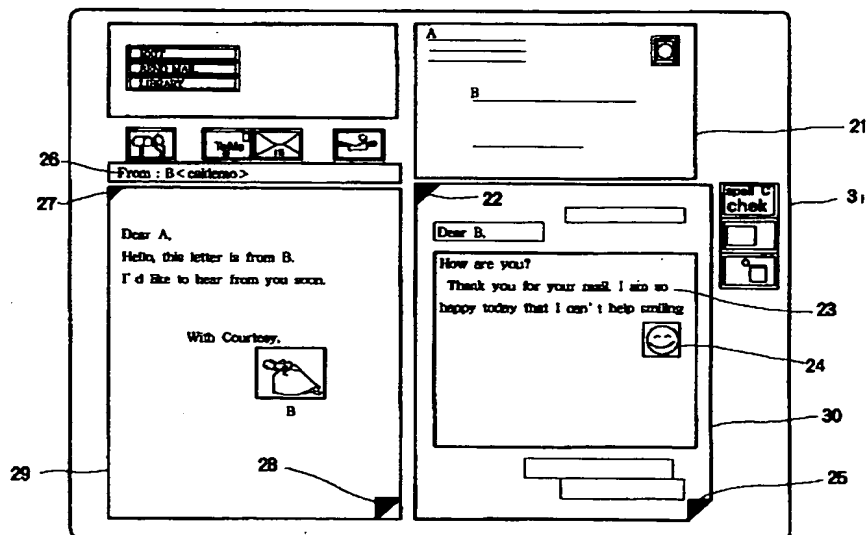 EXIT
SEND MAIL
LIBRARY
A
B
21
26
From : B < caldemo >
27
22
spell C
chek
31
Dear A,
Hello, this letter is from B.
I'd like to hear from you soon.
With Courtesy,
B
Dear B,
How are you?
Thank you for your mail. I am so
happy today that I can't help smiling
23
24
30
29
28
25